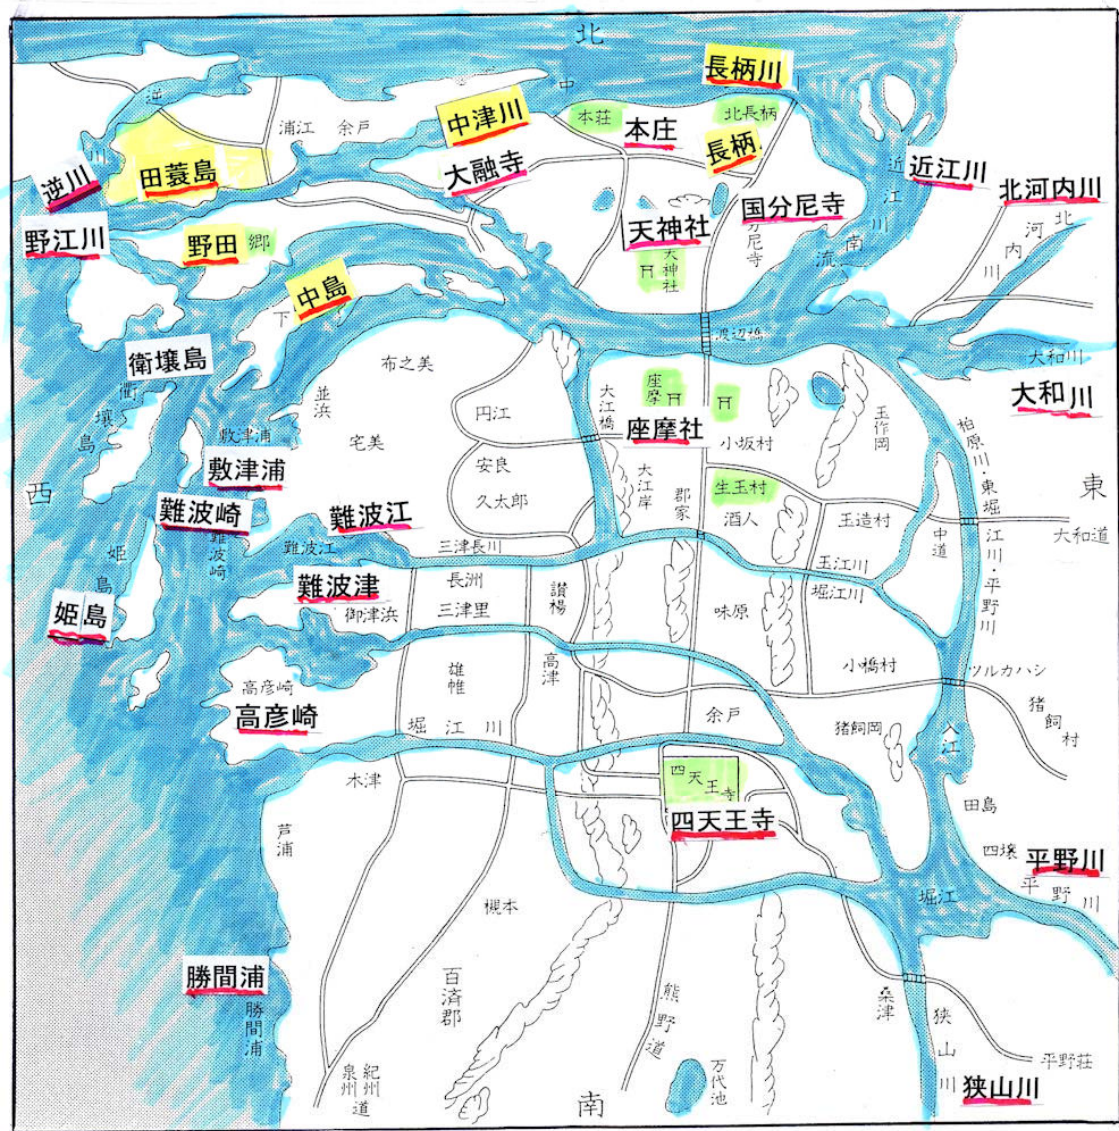 北
長柄川
逆
中
中津川
本荘
本庄
北長柄
浦江 余戸
長柄
川
田蓑島
逆川
大融寺
近江川
近江川
北河内川
野江川
野田
郷
天神社
国分尼寺
分尼寺
天神社
南流
北河内川
中島
下
渡辺橋
衛壌島
衢壌島
布之美
並浜
座摩
大江橋
円江
座摩社
小坂村
玉作岡
大和川
大和川
柏原川・東堀江川・平野川
敷津浦
宅美
敷津浦
安良
久太郎
大江岸
郡家
生玉村
酒人
玉造村
西
東
大和道
中道
難波崎
難波江
難波崎
難波江
三津長川
玉江川
堀江川
姫島
姫島
難波津
長洲
御津浜
三津里
讃楊
味原
高津
小橋村
ツルカハシ
猪飼村
高彦崎
高彦崎
雄惟
堀江川
余戸
猪飼岡
入江
木津
四天王寺
四天王寺
田島
芦浦
四壌
平野川
平野川
堀江
槻本
勝間浦
勝間浦
百済郡
熊野道
桑津
狭山川
平野荘
紀州
泉州
道
南
万代池
狭山川